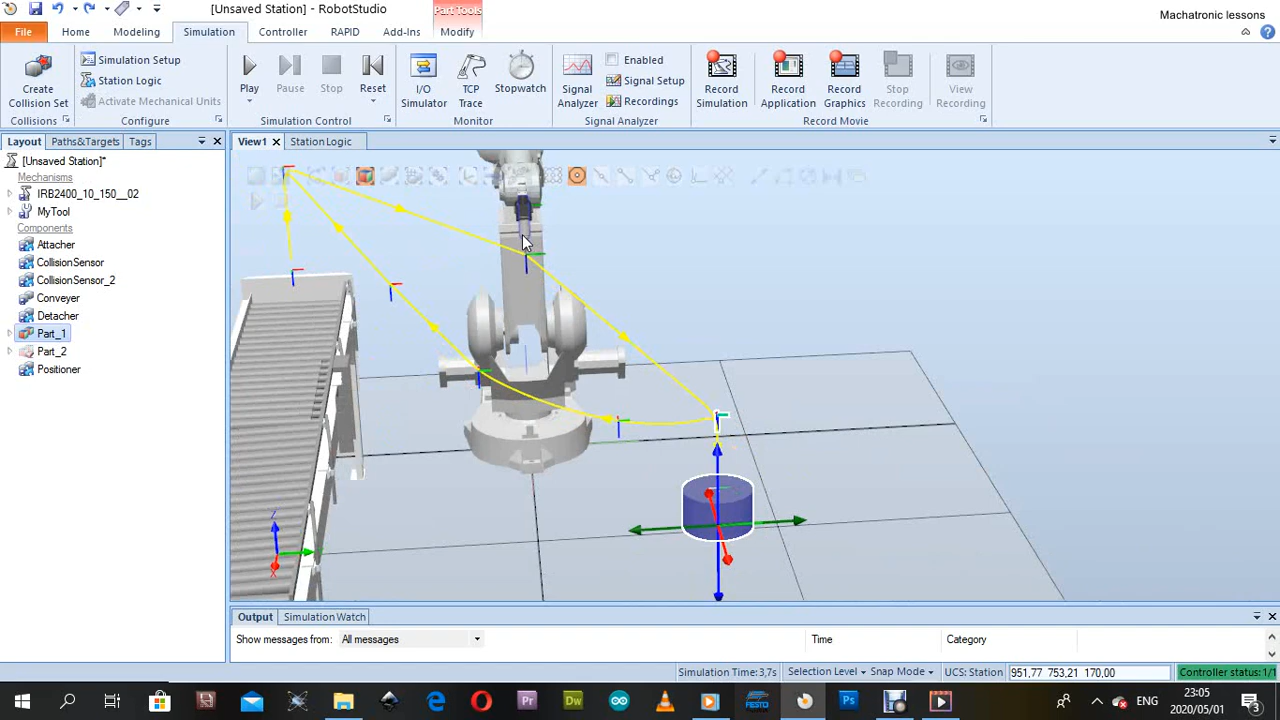 [Unsaved Station] - RobotStudio
Part Tools
Machatronic lessons
File Home Modeling Simulation Controller RAPID Add-Ins Modify
Create Collision Set
Collisions
Simulation Setup
Station Logic
Activate Mechanical Units
Configure
Play Pause Stop Reset
Simulation Control
I/O Simulator
TCP Trace
Stopwatch
Monitor
Signal Analyzer
Enabled
Signal Setup
Recordings
Signal Analyzer
Record Simulation
Record Application
Record Graphics
Stop Recording
View Recording
Record Movie
Layout Paths&Targets Tags
View1 Station Logic
[Unsaved Station]*
Mechanisms
IRB2400_10_150__02
MyTool
Components
Attacher
CollisionSensor
CollisionSensor_2
Conveyer
Detacher
Part_1
Part_2
Positioner
Z
X
Output Simulation Watch
Show messages from: All messages Time Category
Simulation Time: 3,7s Selection Level Snap Mode UCS: Station 951,77 753,21 170,00 Controller status: 1/1
Pr Dw FESTO Ps ENG 23:05
2020/05/01
3